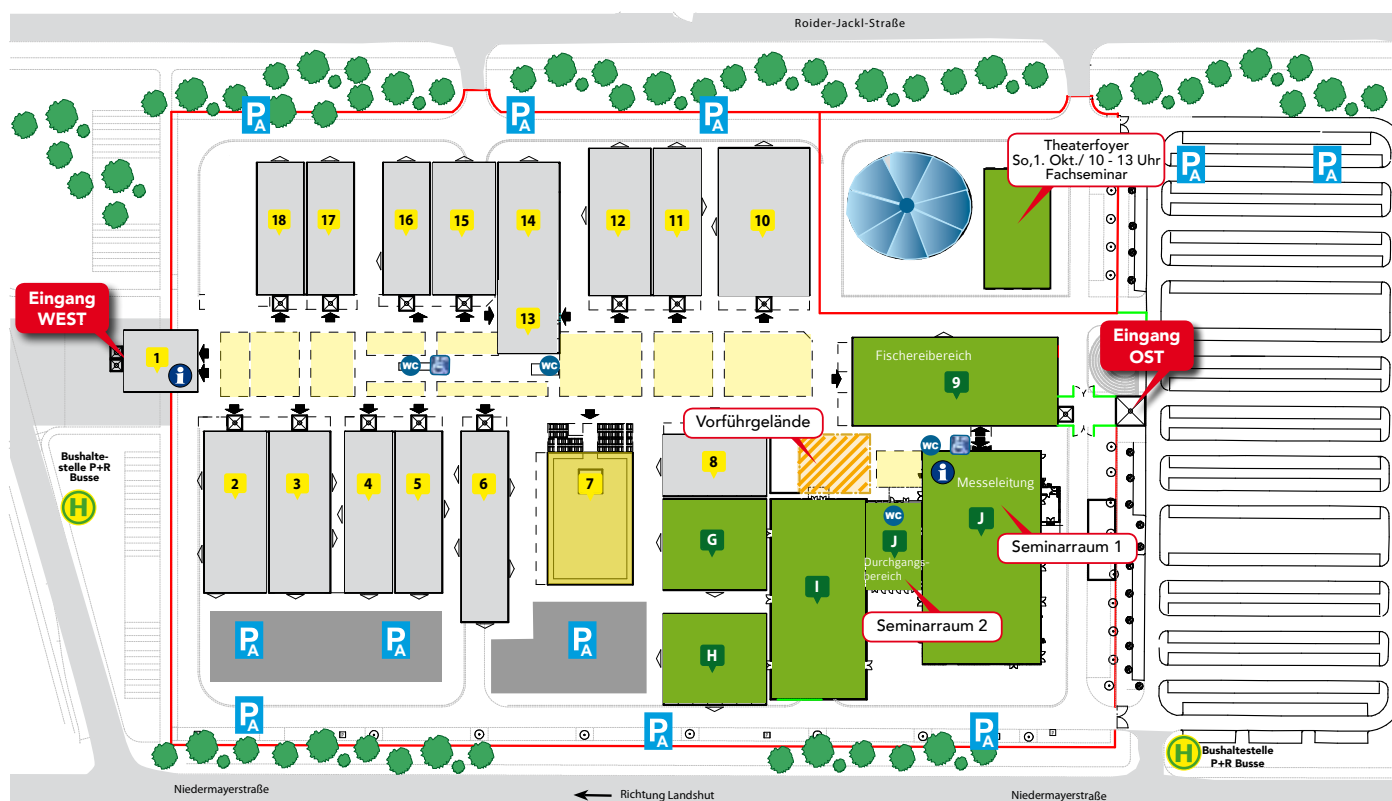 Roider-Jackl-Straße
P
A
P
A
P
A
Theaterfoyer
So,1. Okt./ 10 - 13 Uhr
Fachseminar
P
A
P
A
18
17
16
15
14
12
11
10
Eingang
WEST
13
1
i
WC
WC
Eingang
OST
Fischereibereich
9
Vorführgelände
Bushalte-
stelle P+R
Busse
H
2
3
4
5
6
7
8
WC
i
Messeleitung
WC
J
J
G
Seminarraum 1
Durchgangs-
bereich
I
Seminarraum 2
P
A
P
A
P
A
H
P
A
P
A
P
A
H
Bushaltestelle
P+R Busse
Niedermayerstraße
Richtung Landshut
Niedermayerstraße